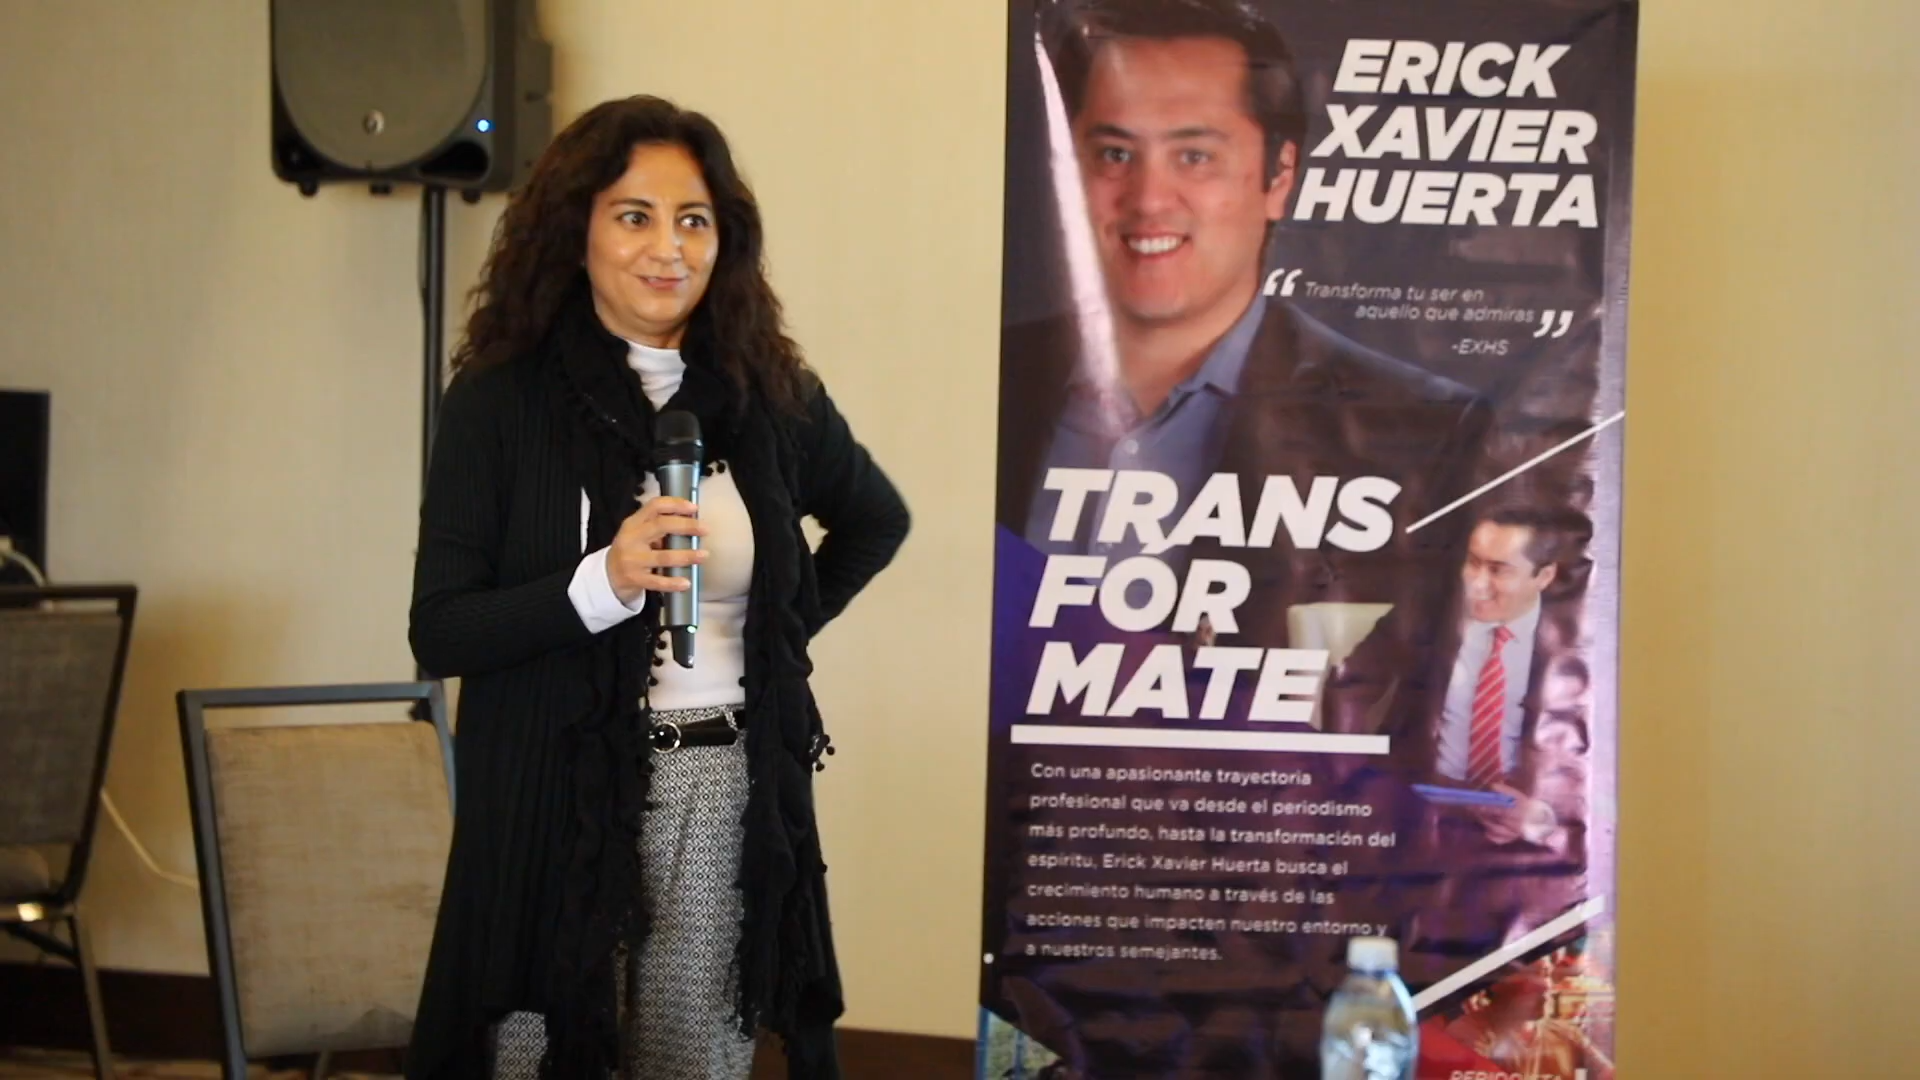 ERICK
XAVIER
HUERTA
“ Transforma tu ser en
aquello que admiras ”
-EXHS
TRANS
FÓR
MATE
Con una apasionante trayectoria
profesional que va desde el periodismo
más profundo, hasta la transformación del
espíritu, Erick Xavier Huerta busca el
crecimiento humano a través de las
acciones que impacten nuestro entorno y
a nuestros semejantes.
PERIODISTA